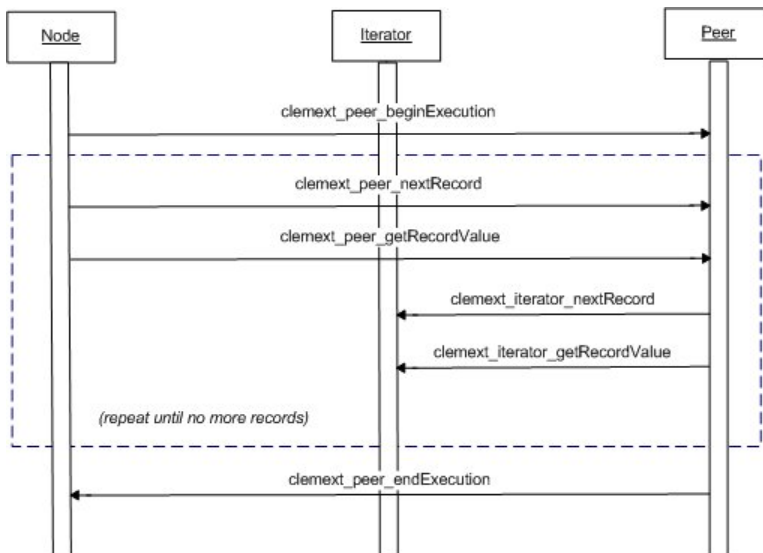 Node
Iterator
Peer
clemext_peer_beginExecution
clemext_peer_nextRecord
clemext_peer_getRecordValue
clemext_iterator_nextRecord
clemext_iterator_getRecordValue
(repeat until no more records)
clemext_peer_endExecution